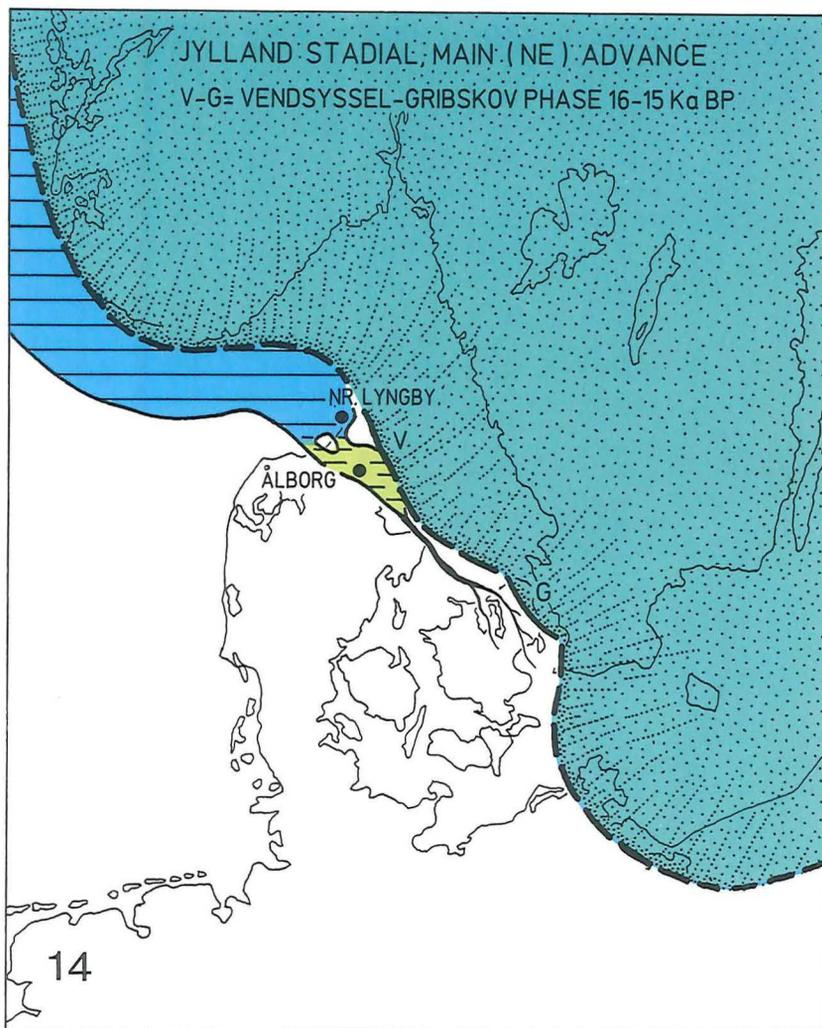 JYLLAND STADIAL, MAIN (NE) ADVANCE
V-G= VENDSYSSEL-GRIBSKOV PHASE 16-15 Ka BP
NR. LYNGBY
V
ÅLBORG
G
14